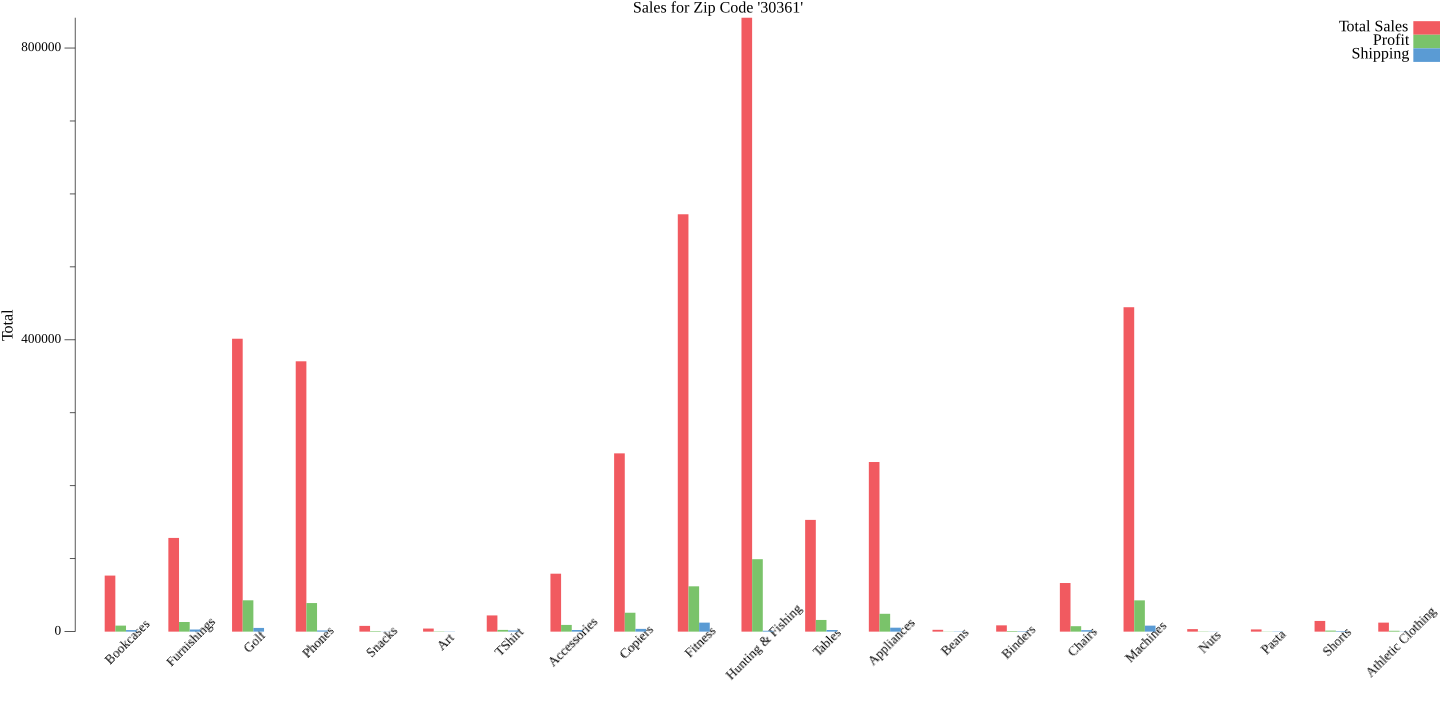 Sales for Zip Code '30361'
Total Sales
Profit
Shipping
Total
800000
400000
0
Bookcases
Furnishings
Golf
Phones
Snacks
Art
TShirt
Accessories
Copiers
Fitness
Hunting & Fishing
Tables
Appliances
Beans
Binders
Chairs
Machines
Nuts
Pasta
Shorts
Athletic Clothing